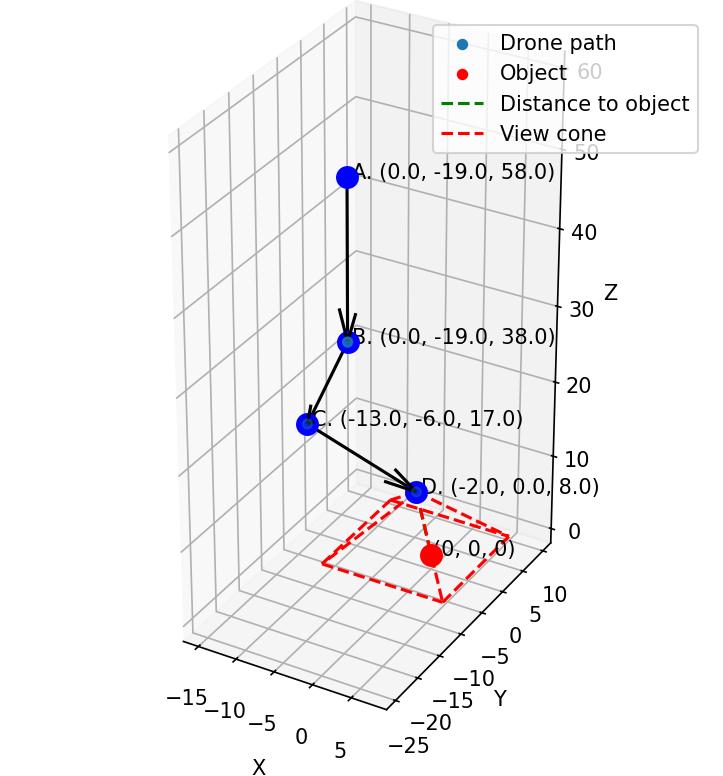 Drone path
Object
Distance to object
View cone
60
50
A. (0.0, -19.0, 58.0)
40
Z
30
B. (0.0, -19.0, 38.0)
20
C. (-13.0, -6.0, 17.0)
10
D. (-2.0, 0.0, 8.0)
0
(0, 0, 0)
10
5
0
−5
−10
−15
−20
−25
Y
−15
−10
−5
0
5
X